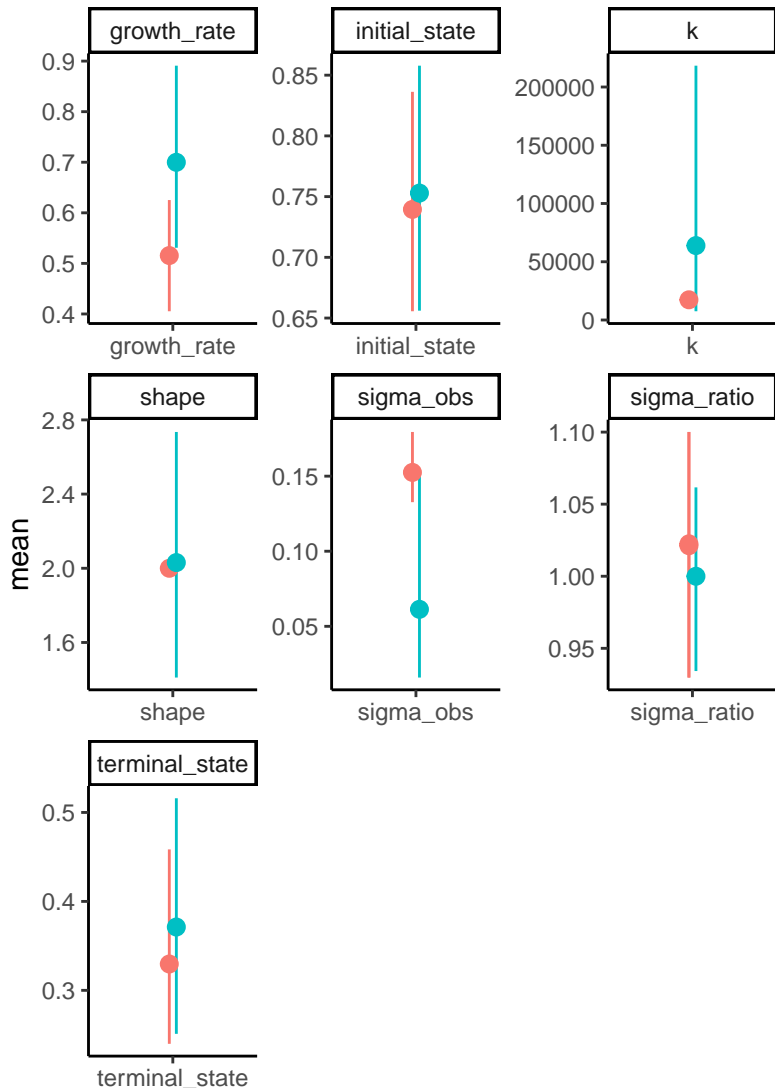 growth_rate
initial_state
k
0.9
0.8
0.7
0.6
0.5
0.4
0.85
0.80
0.75
0.70
0.65
200000
150000
100000
50000
0
growth_rate
initial_state
k
shape
sigma_obs
sigma_ratio
2.8
2.4
2.0
1.6
0.15
0.10
0.05
1.10
1.05
1.00
0.95
mean
shape
sigma_obs
sigma_ratio
terminal_state
0.5
0.4
0.3
terminal_state